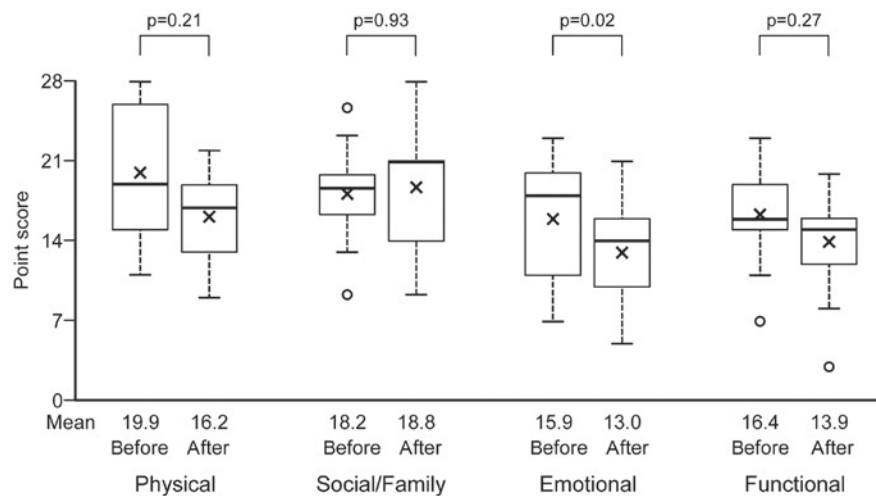 p=0.21 p=0.93 p=0.02 p=0.27
28
21
14
7
0
Point score
Mean 19.9 16.2 18.2 18.8 15.9 13.0 16.4 13.9
Before After Before After Before After Before After
Physical Social/Family Emotional Functional